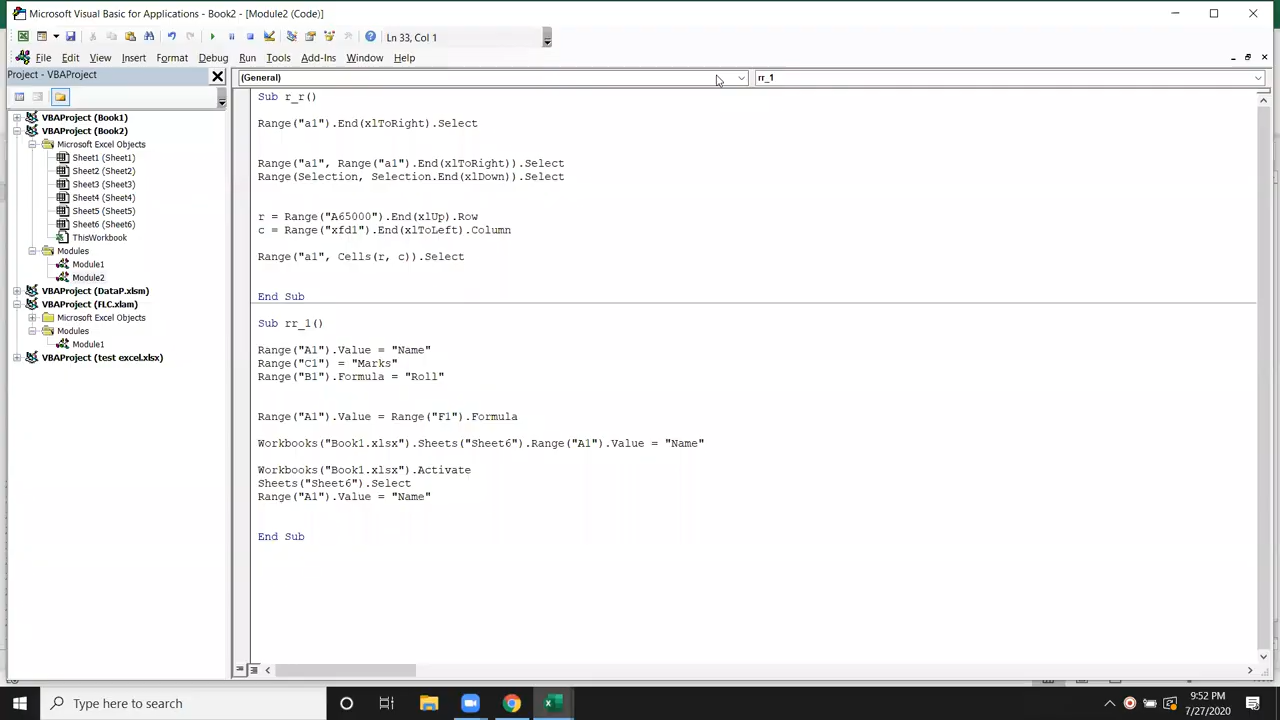 Microsoft Visual Basic for Applications - Book2 - [Module2 (Code)]
Ln 33, Col 1
File Edit View Insert Format Debug Run Tools Add-Ins Window Help
Project - VBAProject
(General)
rr_1
VBAProject (Book1)
VBAProject (Book2)
Microsoft Excel Objects
Sheet1 (Sheet1)
Sheet2 (Sheet2)
Sheet3 (Sheet3)
Sheet4 (Sheet4)
Sheet5 (Sheet5)
Sheet6 (Sheet6)
ThisWorkbook
Modules
Module1
Module2
VBAProject (DataP.xlsm)
VBAProject (FLC.xlam)
Microsoft Excel Objects
Modules
Module1
VBAProject (test excel.xlsx)
Sub r_r()
Range("a1").End(xlToRight).Select
Range("a1", Range("a1").End(xlToRight)).Select
Range(Selection, Selection.End(xlDown)).Select
r = Range("A65000").End(xlUp).Row
c = Range("xfd1").End(xlToLeft).Column
Range("a1", Cells(r, c)).Select
End Sub
Sub rr_1()
Range("A1").Value = "Name"
Range("C1") = "Marks"
Range("B1").Formula = "Roll"
Range("A1").Value = Range("F1").Formula
Workbooks("Book1.xlsx").Sheets("Sheet6").Range("A1").Value = "Name"
Workbooks("Book1.xlsx").Activate
Sheets("Sheet6").Select
Range("A1").Value = "Name"
End Sub
Type here to search
9:52 PM
7/27/2020